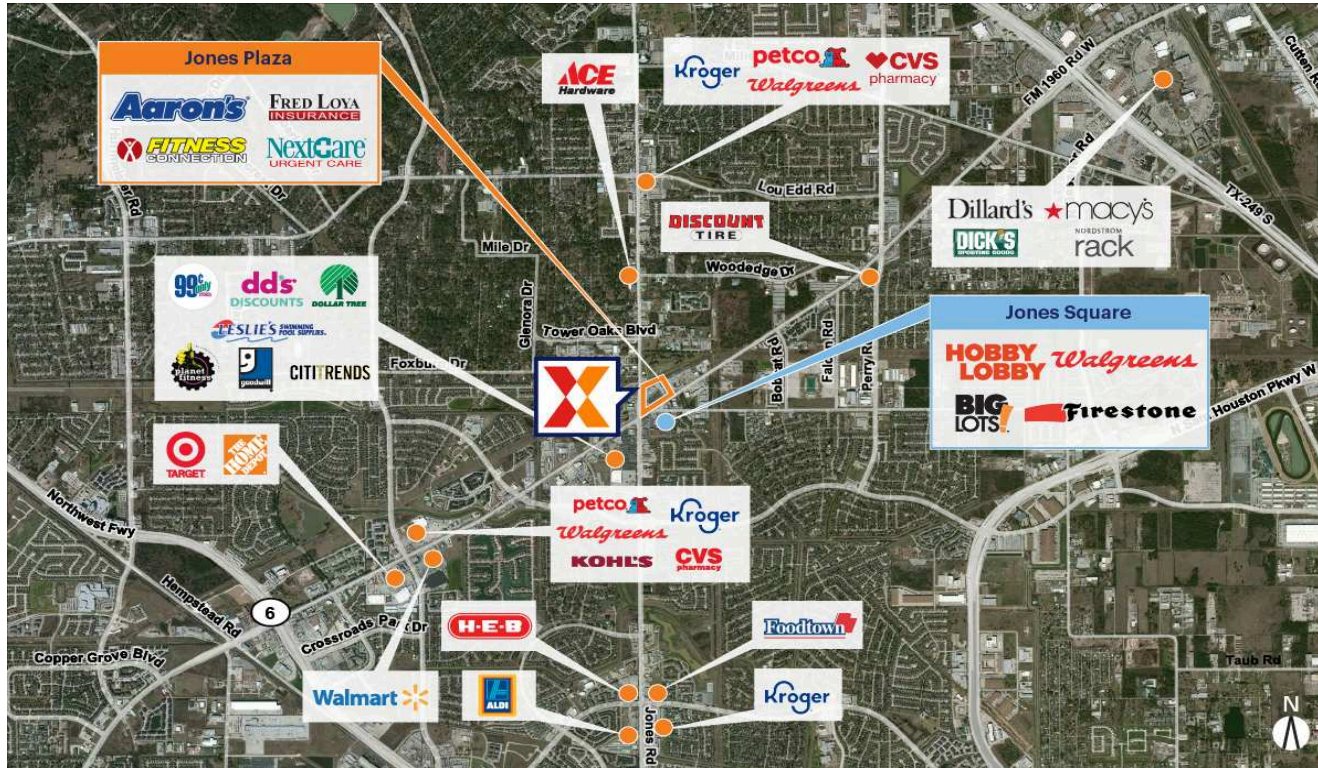 Jones Plaza
Aaron's
FRED LOYA
INSURANCE
FITNESS
CONNECTION
NextCare
URGENT CARE
ACE
Hardware
Kroger
petco
Walgreens
CVS
pharmacy
FM 1960 Rd W
Cutten Rd
TX-249 S
Lou Edd Rd
Mile Dr
DISCOUNT
TIRE
Woodedge Dr
Dillard's
macy's
DICK'S
SPORTING GOODS
NORDSTROM
rack
99¢
only
STORES
dd's
DISCOUNTS
DOLLAR TREE
LESLIE'S SWIMMING
POOL SUPPLIES.
planet
fitness
goodwill
CITITRENDS
Glenora Dr
Tower Oaks Blvd
Bobcat Rd
Falcon Rd
Perry Rd
Jones Square
HOBBY
LOBBY
Walgreens
BIG
LOTS!
Firestone
Houston Pkwy W
TARGET
THE
HOME
DEPOT
Northwest Fwy
Hempstead Rd
6
Crossroads Park Dr
Copper Grove Blvd
petco
Kroger
Walgreens
KOHL'S
CVS
pharmacy
H-E-B
Foodtown
Walmart
ALDI
Kroger
Jones Rd
Taub Rd
N